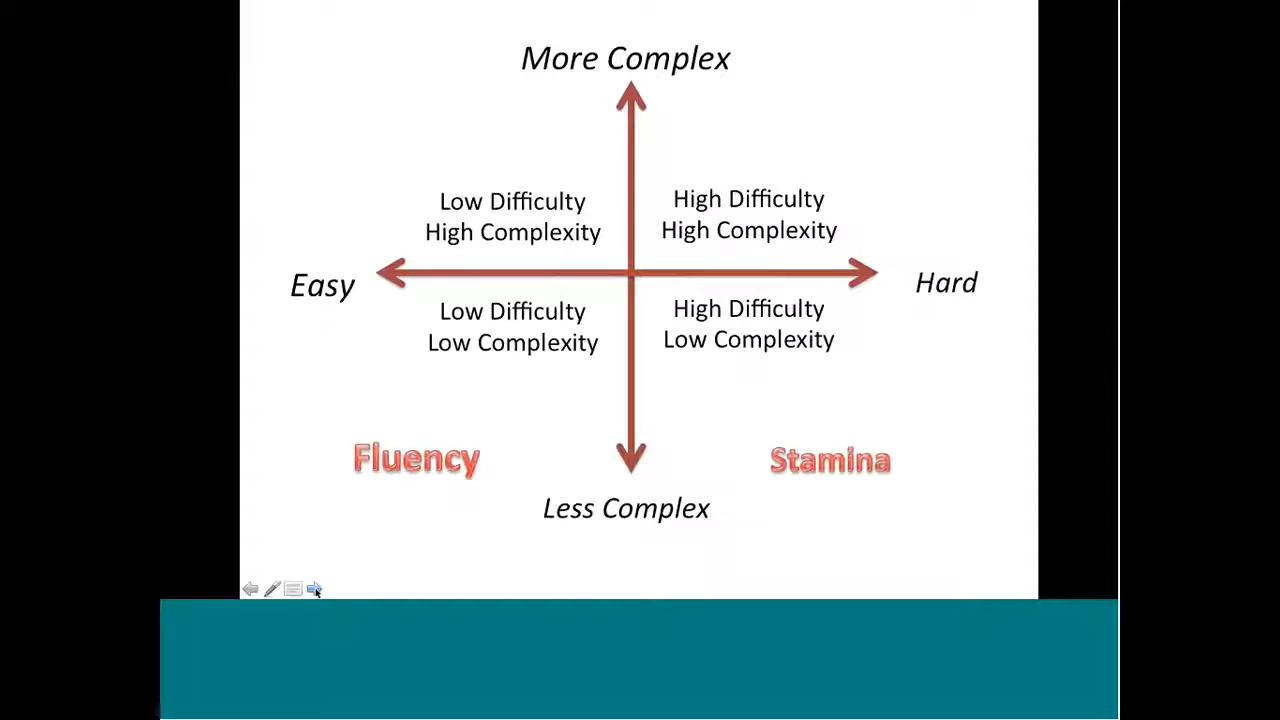 More Complex
Low Difficulty
High Complexity
High Difficulty
High Complexity
Easy
Hard
Low Difficulty
Low Complexity
High Difficulty
Low Complexity
Fluency
Stamina
Less Complex